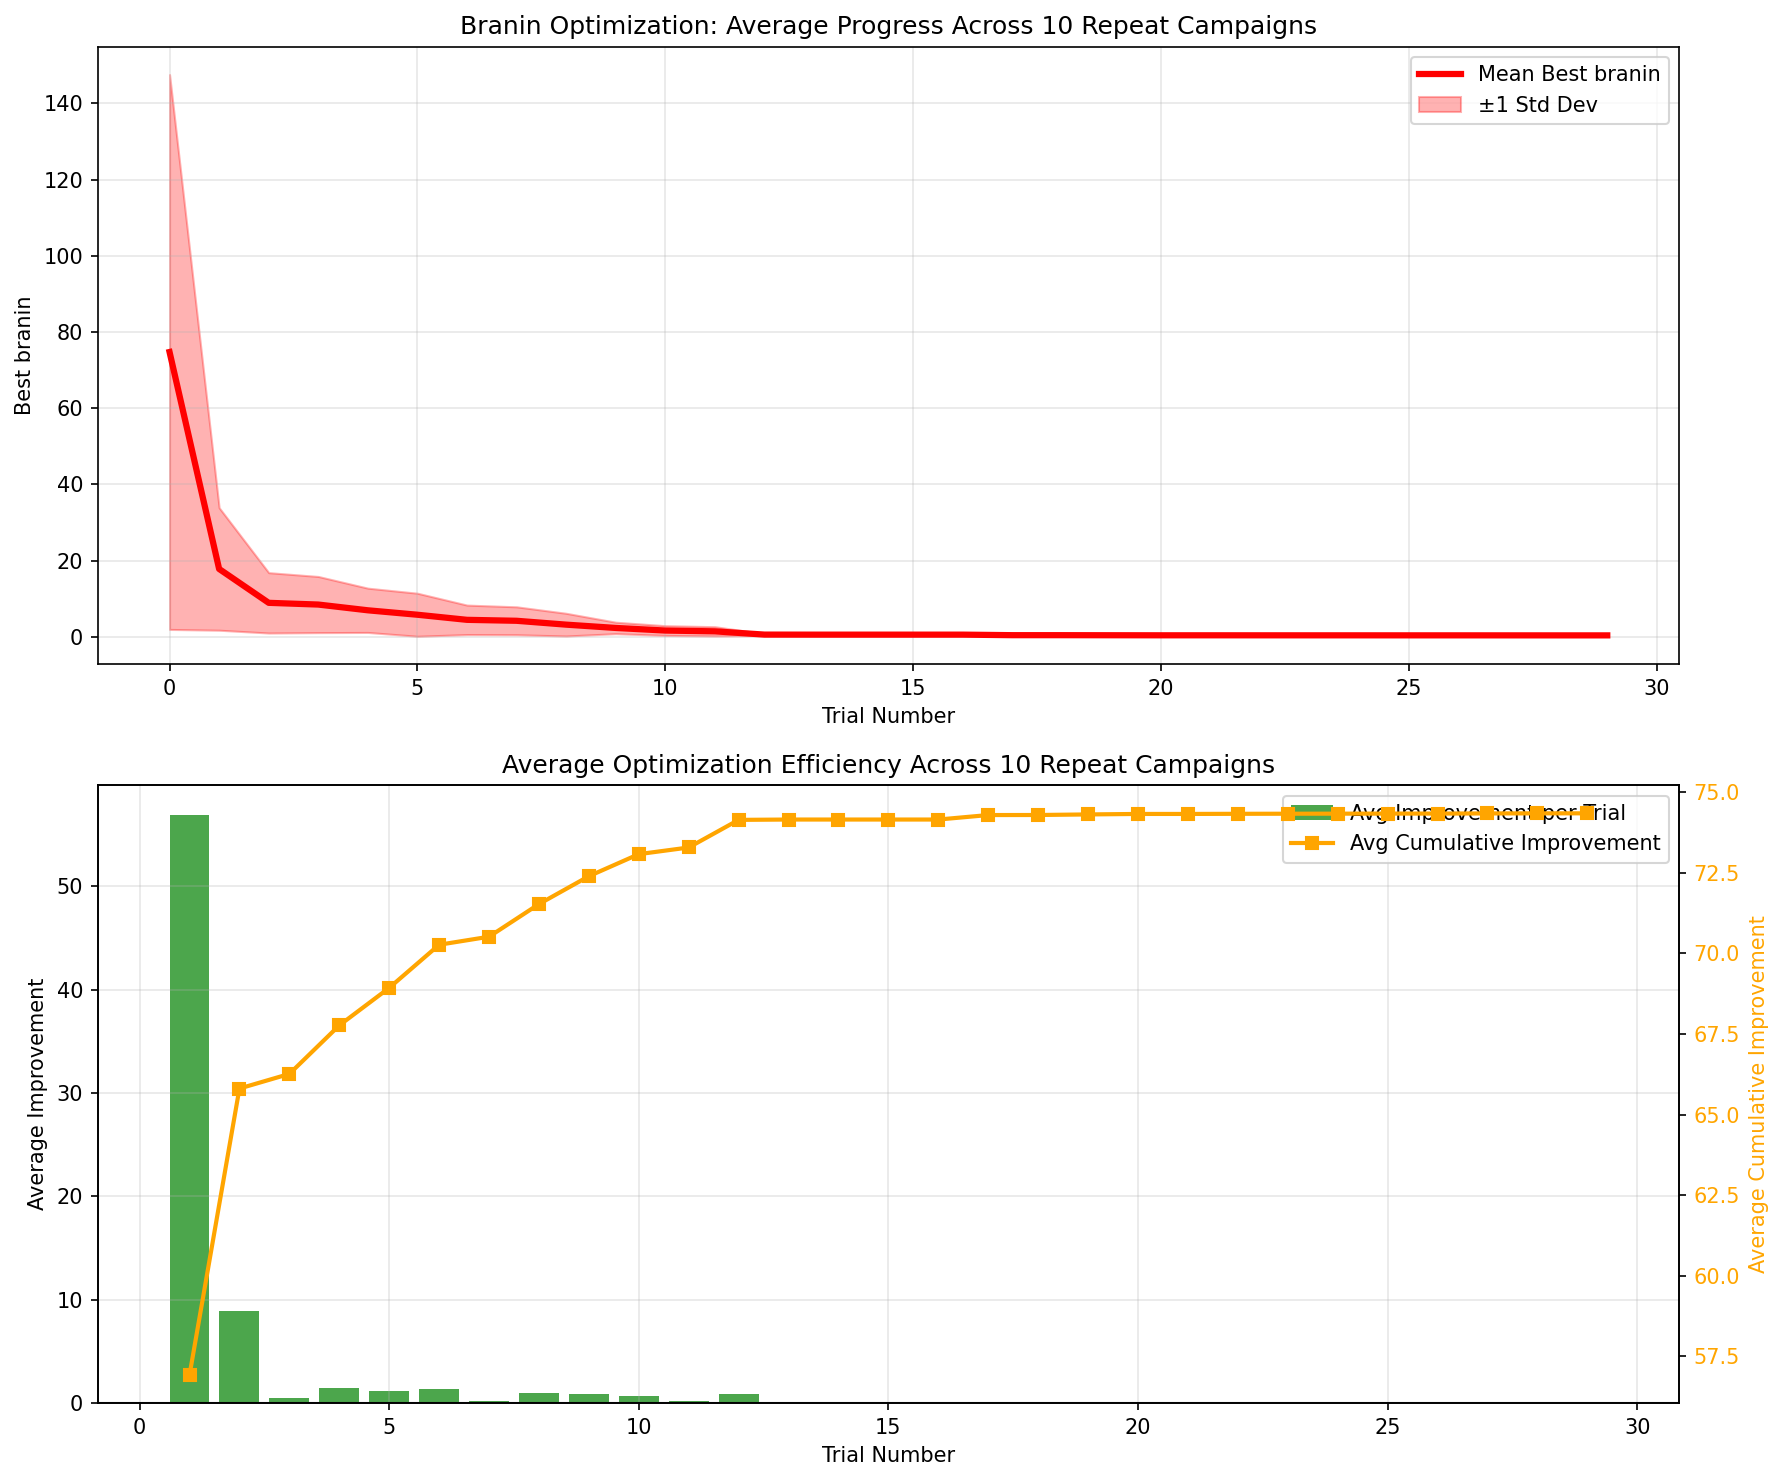 Branin Optimization: Average Progress Across 10 Repeat Campaigns
Mean Best branin
±1 Std Dev
140
120
100
80
60
40
20
0
Best branin
0 5 10 15 20 25 30
Trial Number
Average Optimization Efficiency Across 10 Repeat Campaigns
Avg Improvement per Trial
Avg Cumulative Improvement
50
40
30
20
10
0
Average Improvement
75.0
72.5
70.0
67.5
65.0
62.5
60.0
57.5
Average Cumulative Improvement
0 5 10 15 20 25 30
Trial Number